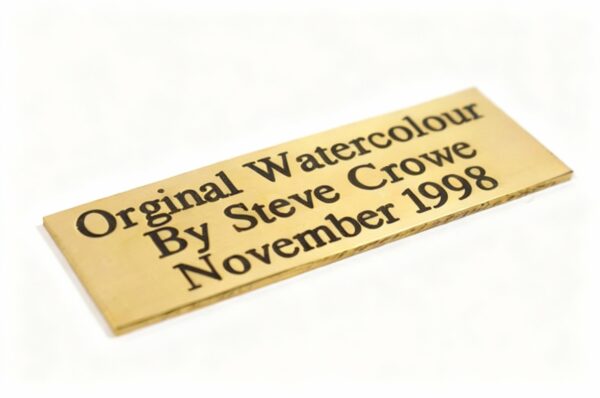 Orginal Watercolour
By Steve Crowe
November 1998